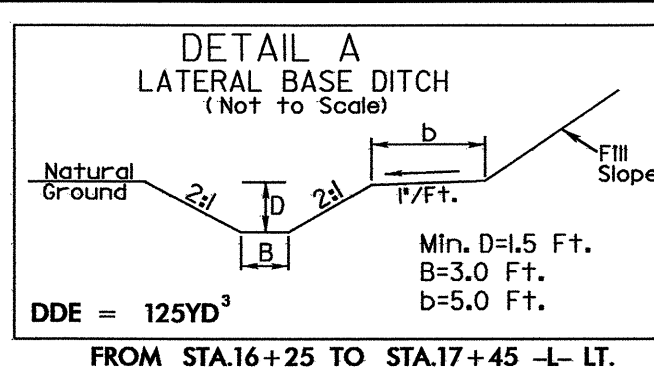 DETAIL A
LATERAL BASE DITCH
(Not to Scale)
b
Natural
Ground
2:1
D
2:1
1"/Ft.
Fill
Slope
B
Min. D=1.5 Ft.
B=3.0 Ft.
b=5.0 Ft.
DDE = 125YD³
FROM STA.16+25 TO STA.17+45 -L- LT.